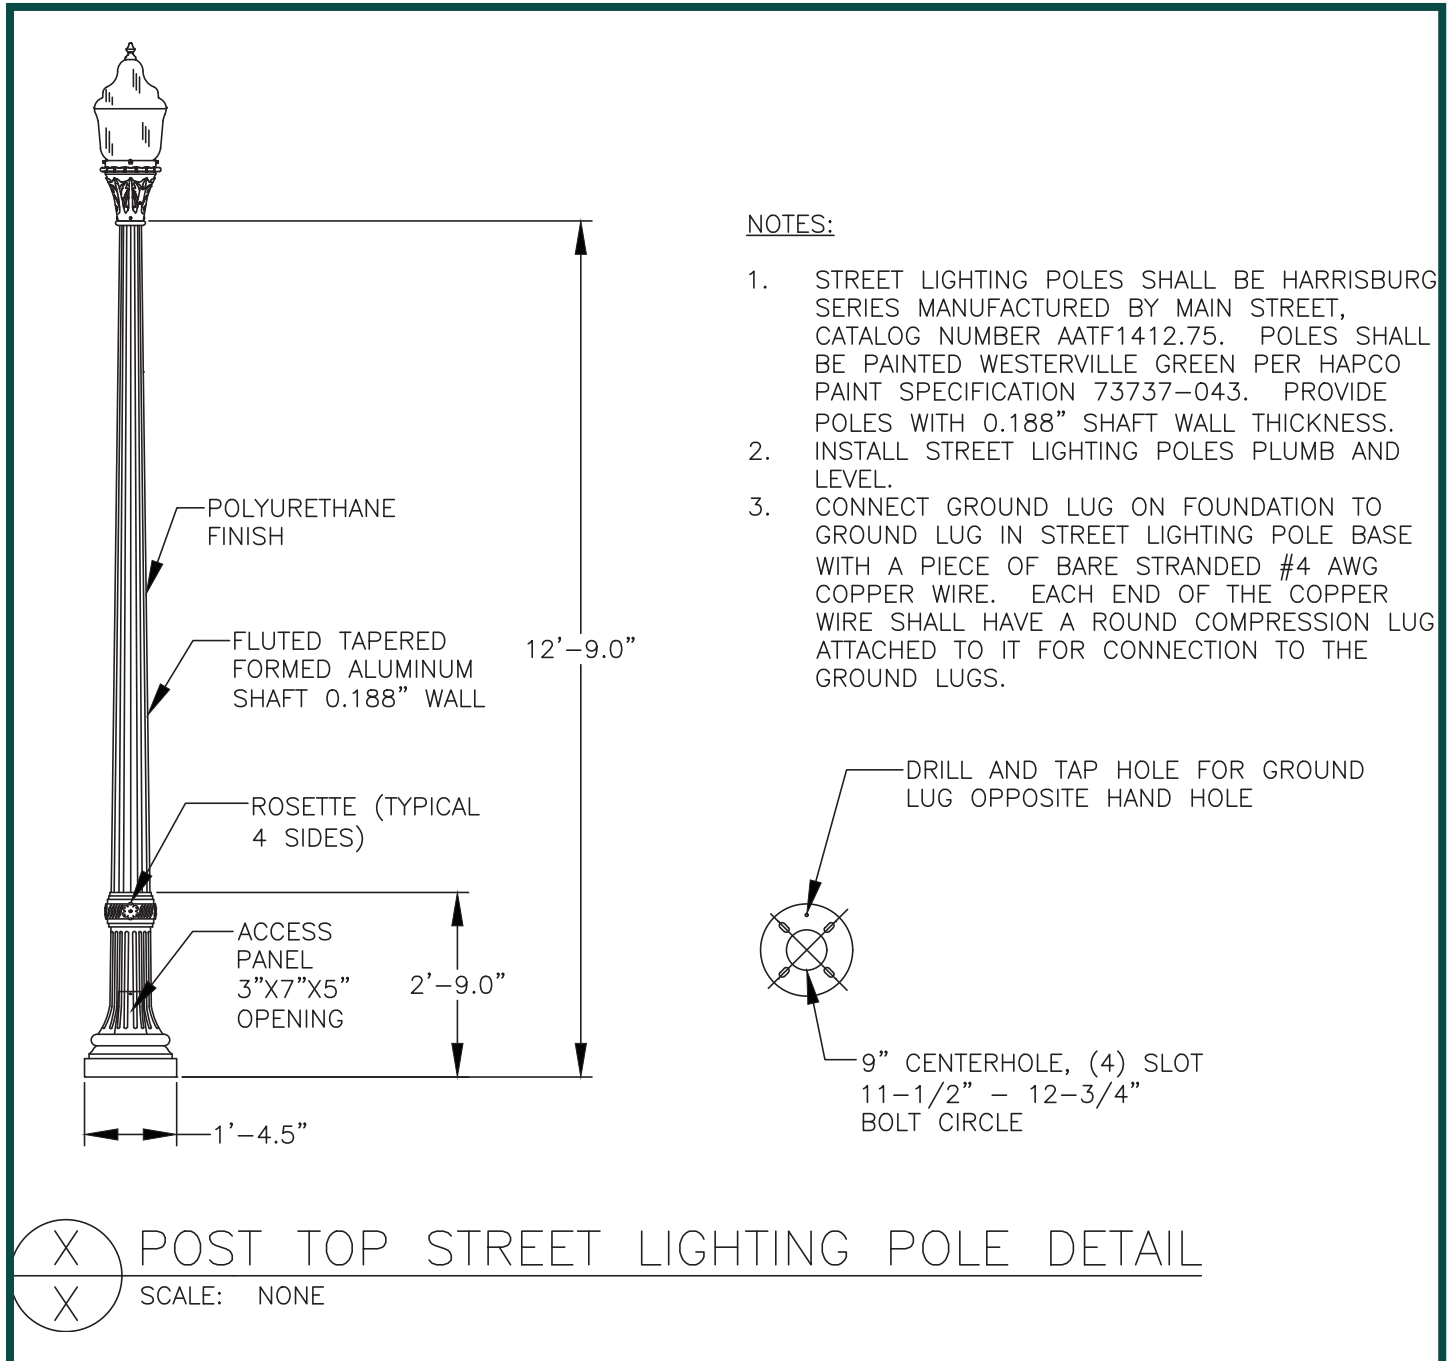 NOTES:
1. STREET LIGHTING POLES SHALL BE HARRISBURG
SERIES MANUFACTURED BY MAIN STREET,
CATALOG NUMBER AATF1412.75. POLES SHALL
BE PAINTED WESTERVILLE GREEN PER HAPCO
PAINT SPECIFICATION 73737-043. PROVIDE
POLES WITH 0.188" SHAFT WALL THICKNESS.
2. INSTALL STREET LIGHTING POLES PLUMB AND
LEVEL.
3. CONNECT GROUND LUG ON FOUNDATION TO
GROUND LUG IN STREET LIGHTING POLE BASE
WITH A PIECE OF BARE STRANDED #4 AWG
COPPER WIRE. EACH END OF THE COPPER
WIRE SHALL HAVE A ROUND COMPRESSION LUG
ATTACHED TO IT FOR CONNECTION TO THE
GROUND LUGS.
POLYURETHANE
FINISH
FLUTED TAPERED
FORMED ALUMINUM
SHAFT 0.188" WALL
12'-9.0"
ROSETTE (TYPICAL
4 SIDES)
ACCESS
PANEL
3"X7"X5"
OPENING
2'-9.0"
1'-4.5"
DRILL AND TAP HOLE FOR GROUND
LUG OPPOSITE HAND HOLE
9" CENTERHOLE, (4) SLOT
11-1/2" - 12-3/4"
BOLT CIRCLE
X
X
POST TOP STREET LIGHTING POLE DETAIL
SCALE: NONE